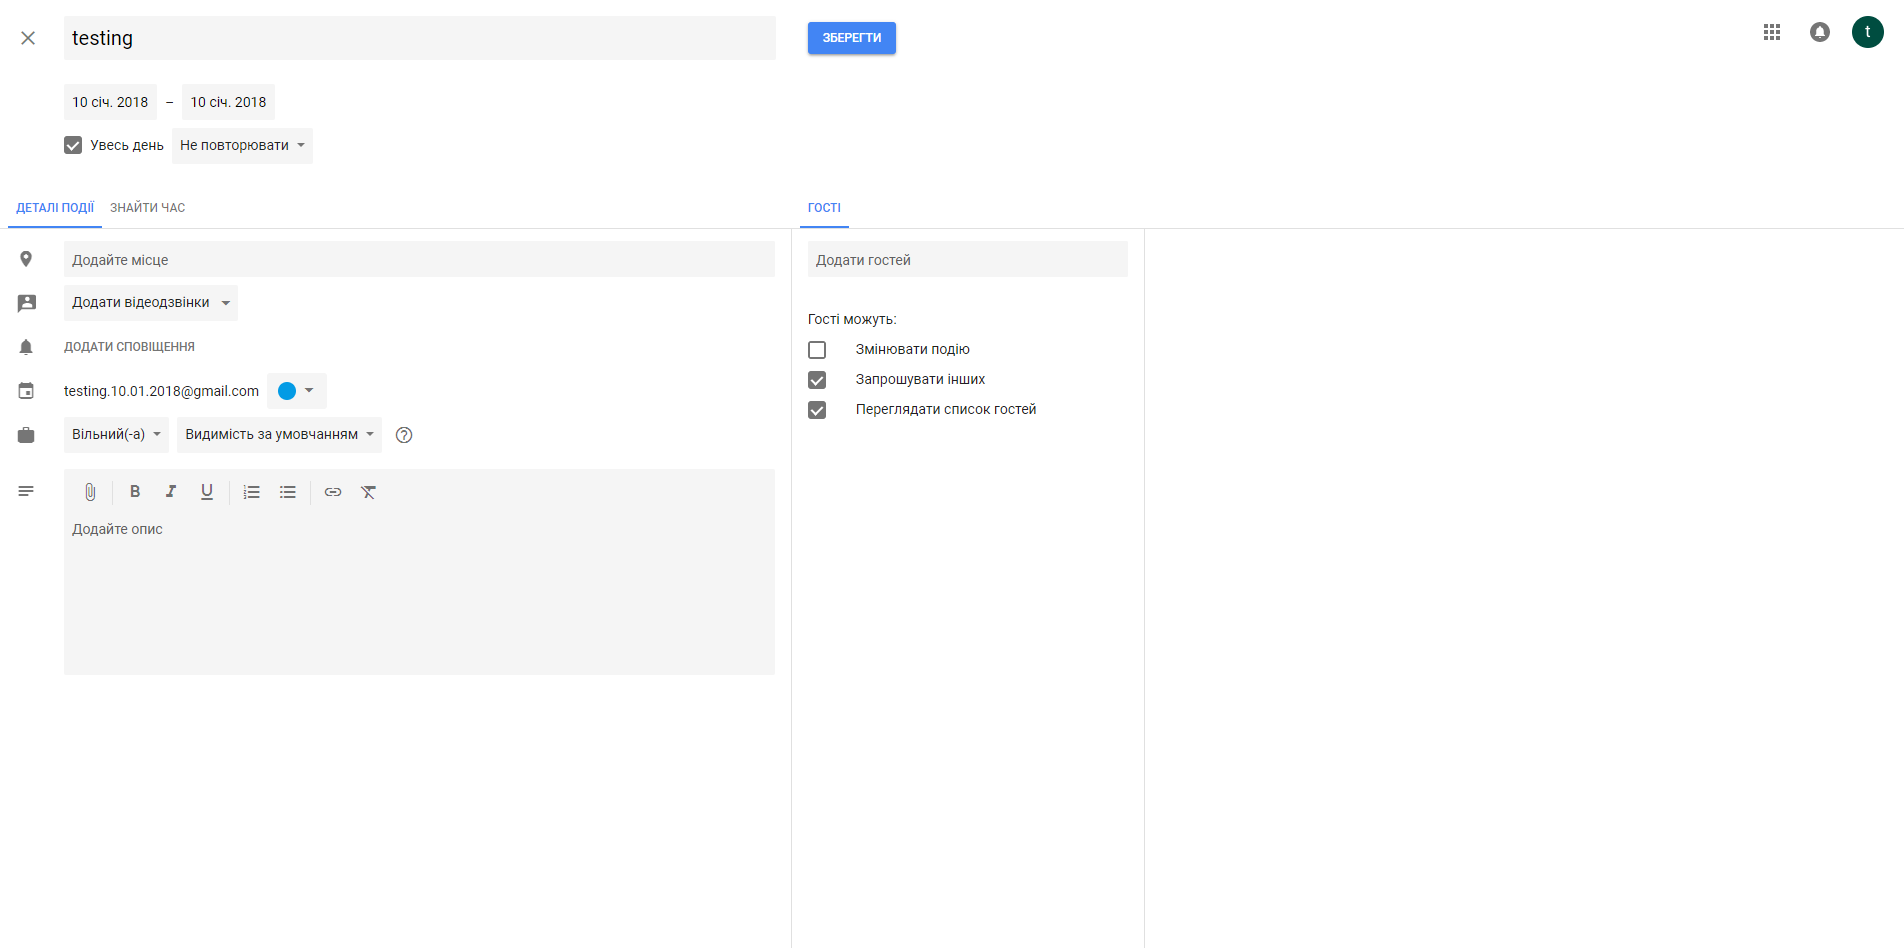 testing
ЗБЕРЕГТИ
t
10 січ. 2018 – 10 січ. 2018
Увесь день Не повторювати
ДЕТАЛІ ПОДІЇ ЗНАЙТИ ЧАС
ГОСТІ
Додайте місце
Додати відеодзвінки
ДОДАТИ СПОВІЩЕННЯ
testing.10.01.2018@gmail.com
Вільний(-а) Видимість за умовчанням
Додайте опис
Додати гостей
Гості можуть:
Змінювати подію
Запрошувати інших
Переглядати список гостей